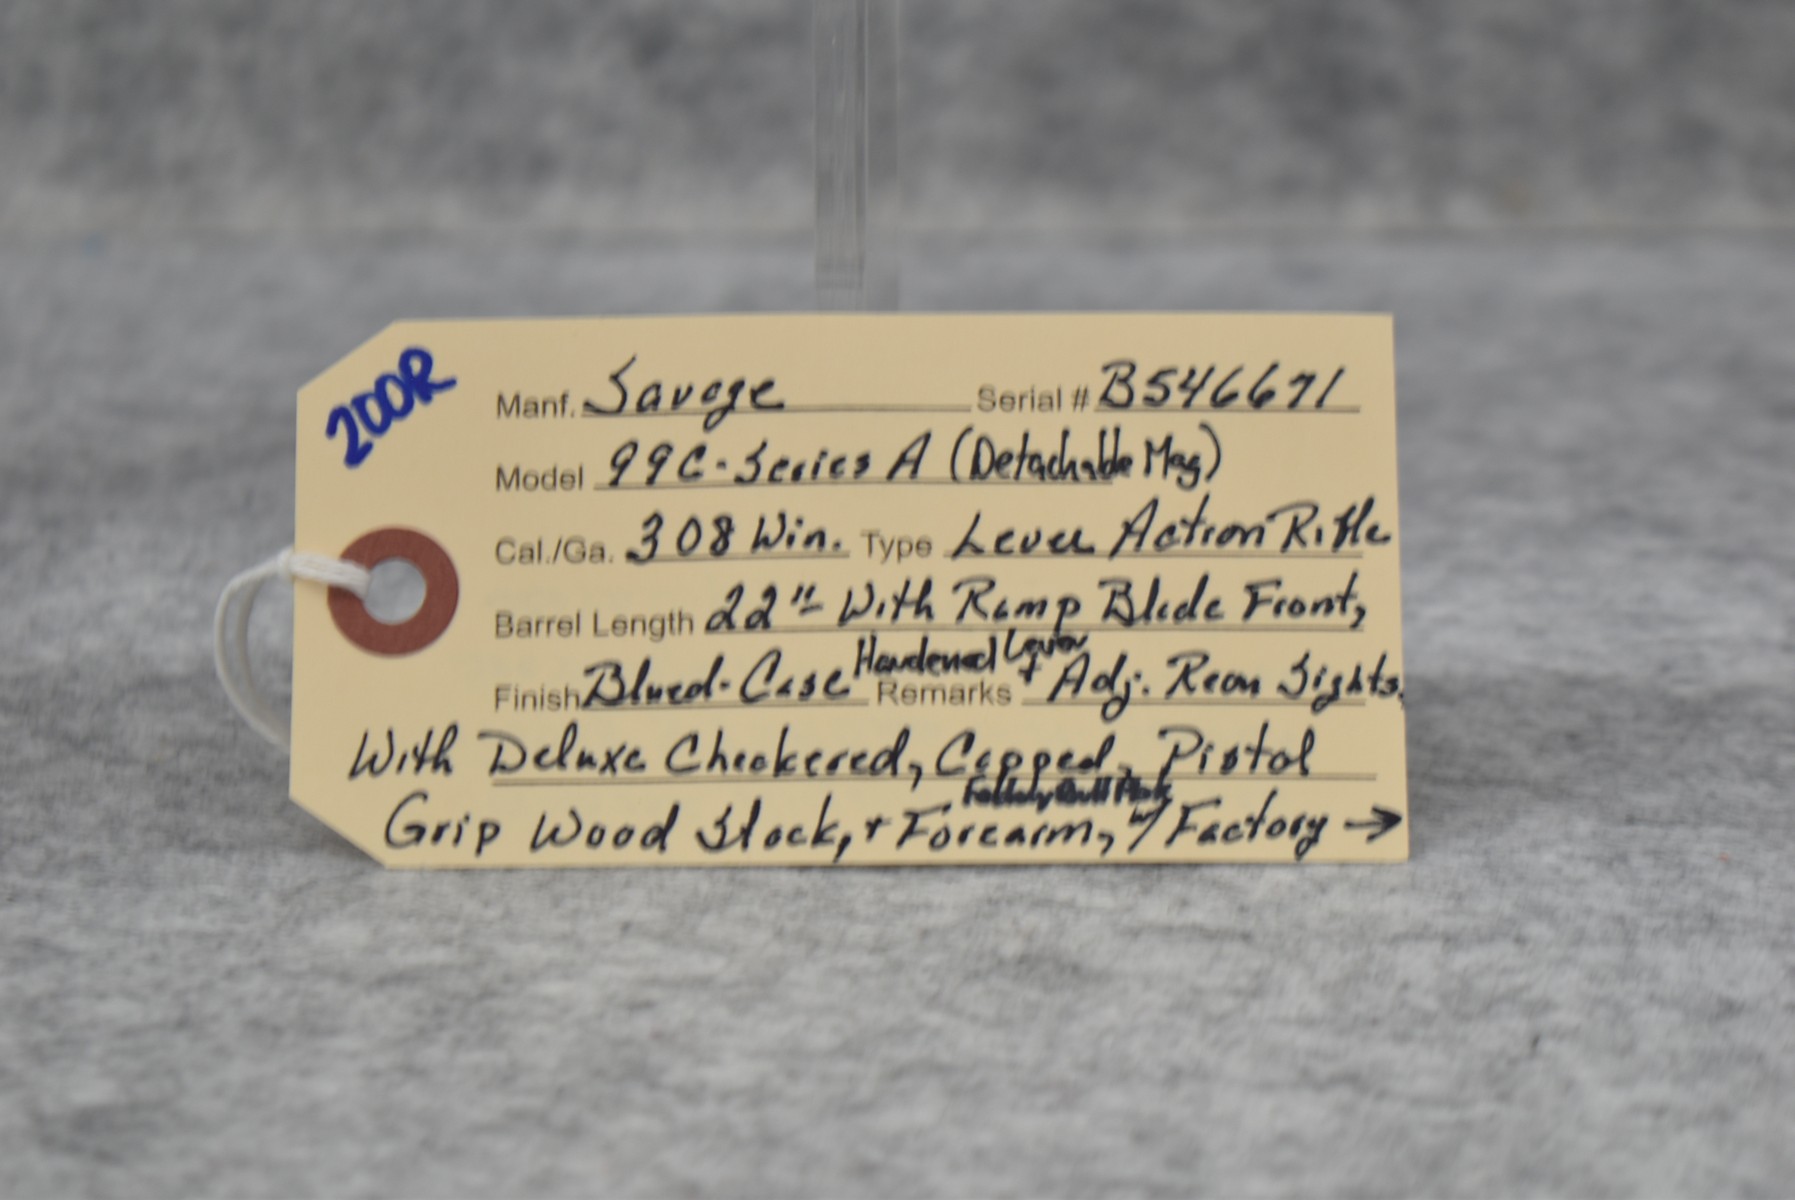 200R
Manf. Savage Serial # B546671
Model 99C-Series A (Detachable Mag)
Cal./Ga. 308 Win. Type Lever Action Rifle
Barrel Length 22" With Ramp Blade Front,
Hardened Lever
Finish Blued-Case Remarks + Adj. Rear Sights.
With Deluxe Checkered, Capped, Pistol
Factory Butt
Grip Wood Stock, + Forearm, w/ Factory →